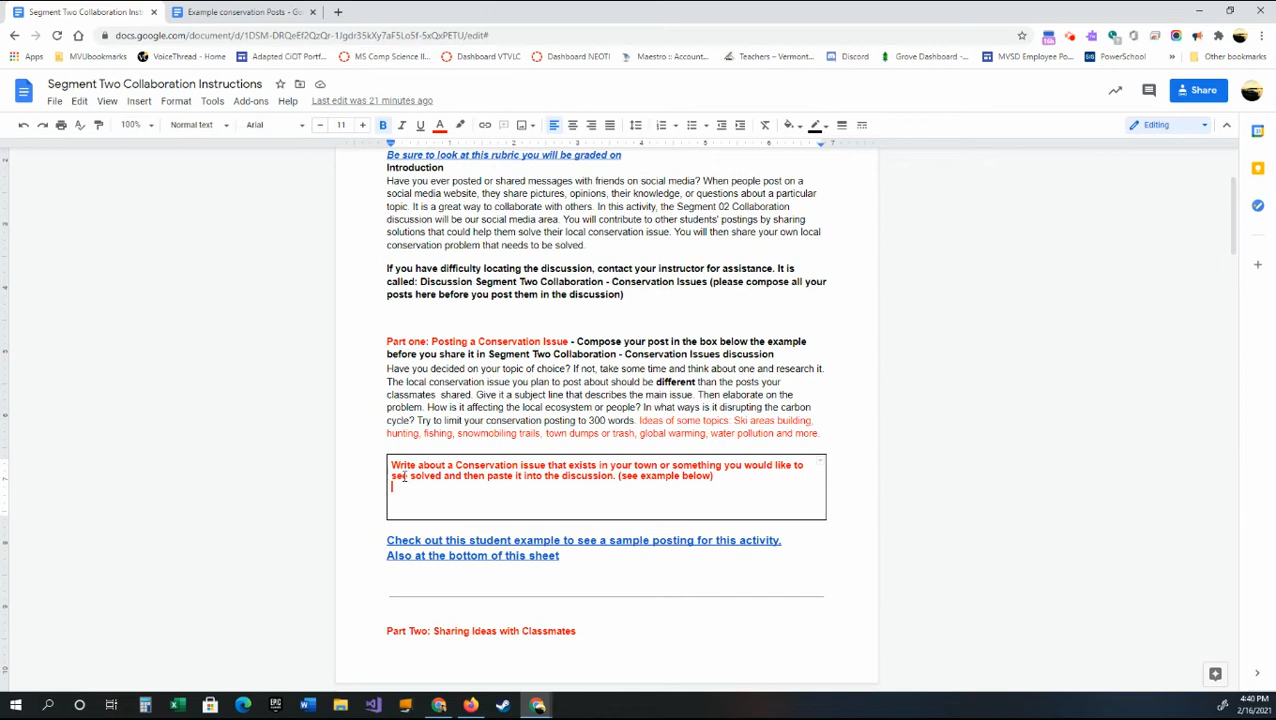 Segment Two Collaboration Instructions
Example conservation Posts - Go
docs.google.com/document/d/1DSM-DRQeEf2QzQr-1Jgdr35kXy7aF5Lo5f-5xQxPETU/edit#
Apps
MVUbookmarks
VoiceThread - Home
Adapted CiOT Portfol...
MS Comp Science II...
Dashboard VTVLC
Dashboard NEOTI
Maestro :: Account...
Teachers – Vermont...
Discord
Grove Dashboard -...
MVSD Employee Po...
PowerSchool
Other bookmarks
Segment Two Collaboration Instructions
File Edit View Insert Format Tools Add-ons Help Last edit was 21 minutes ago
Share
100% Normal text Arial 11 Editing
Be sure to look at this rubric you will be graded on
Introduction
Have you ever posted or shared messages with friends on social media? When people post on a
social media website, they share pictures, opinions, their knowledge, or questions about a particular
topic. It is a great way to collaborate with others. In this activity, the Segment 02 Collaboration
discussion will be our social media area. You will contribute to other students' postings by sharing
solutions that could help them solve their local conservation issue. You will then share your own local
conservation problem that needs to be solved.
If you have difficulty locating the discussion, contact your instructor for assistance. It is
called: Discussion Segment Two Collaboration - Conservation Issues (please compose all your
posts here before you post them in the discussion)
Part one: Posting a Conservation Issue - Compose your post in the box below the example
before you share it in Segment Two Collaboration - Conservation Issues discussion
Have you decided on your topic of choice? If not, take some time and think about one and research it.
The local conservation issue you plan to post about should be different than the posts your
classmates shared. Give it a subject line that describes the main issue. Then elaborate on the
problem. How is it affecting the local ecosystem or people? In what ways is it disrupting the carbon
cycle? Try to limit your conservation posting to 300 words. Ideas of some topics. Ski areas building,
hunting, fishing, snowmobiling trails, town dumps or trash, global warming, water pollution and more.
Write about a Conservation issue that exists in your town or something you would like to
see solved and then paste it into the discussion. (see example below)
Check out this student example to see a sample posting for this activity.
Also at the bottom of this sheet
Part Two: Sharing Ideas with Classmates
4:40 PM
2/16/2021